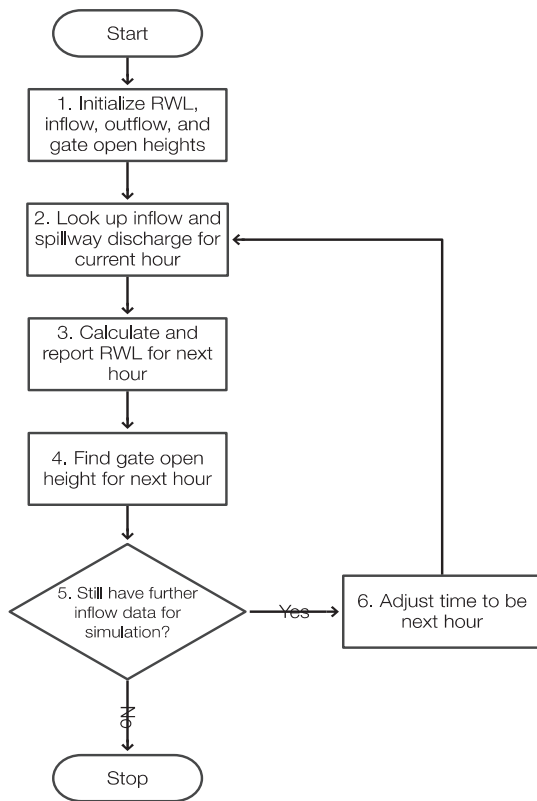 Start
1. Initialize RWL,
inflow, outflow, and
gate open heights
2. Look up inflow and
spillway discharge for
current hour
3. Calculate and
report RWL for next
hour
4. Find gate open
height for next hour
5. Still have further
inflow data for
simulation?
Yes
6. Adjust time to be
next hour
No
Stop